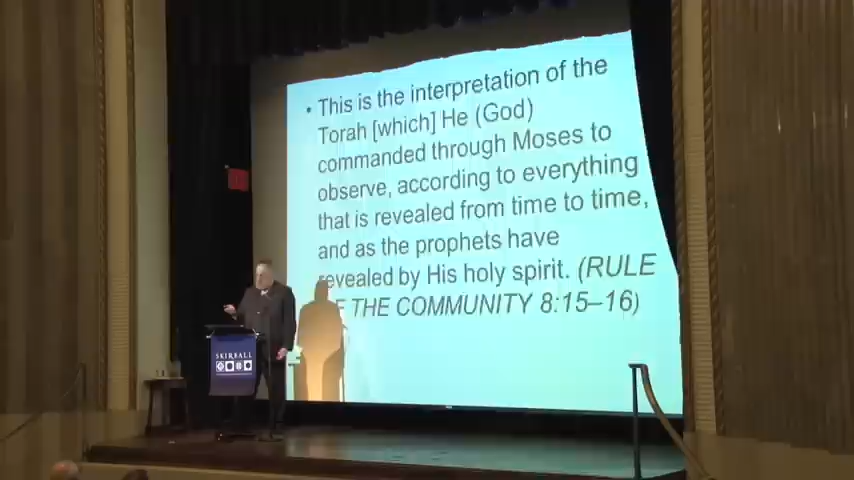 • This is the interpretation of the
Torah [which] He (God)
commanded through Moses to
observe, according to everything
that is revealed from time to time,
and as the prophets have
revealed by His holy spirit. (RULE
THE COMMUNITY 8:15–16)
SKIRBALL